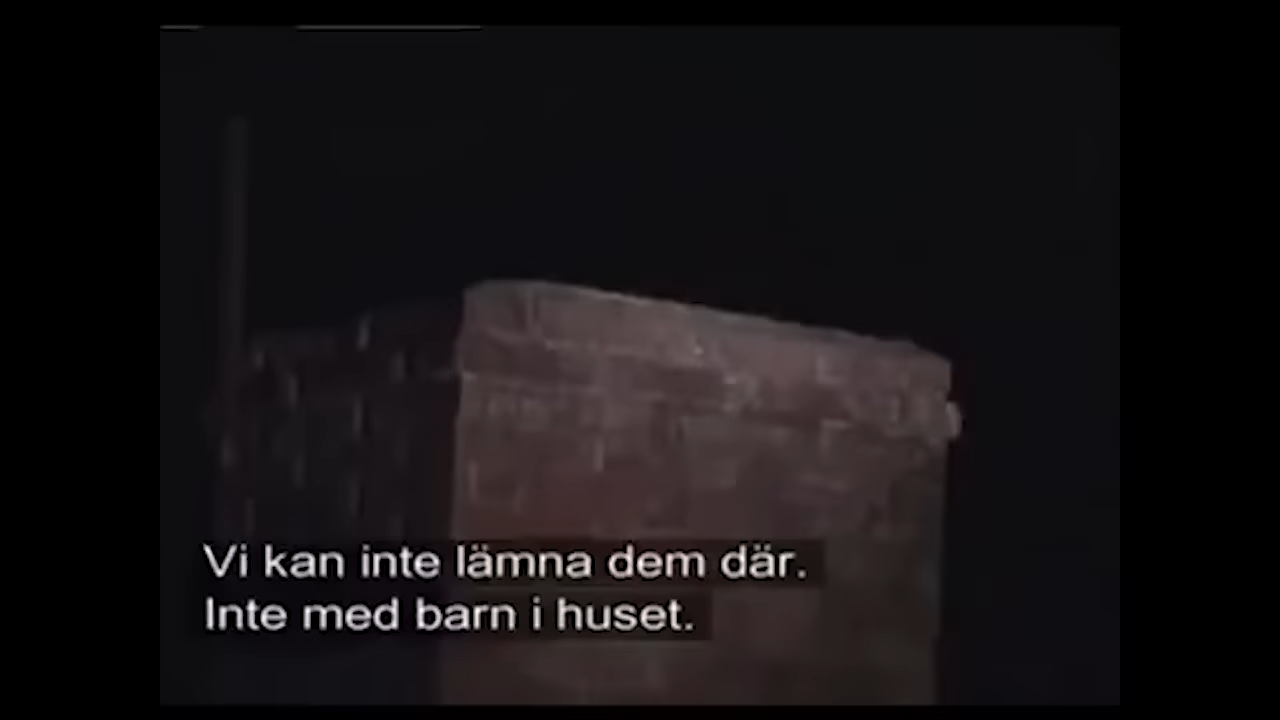 Vi kan inte lämna dem där.
Inte med barn i huset.